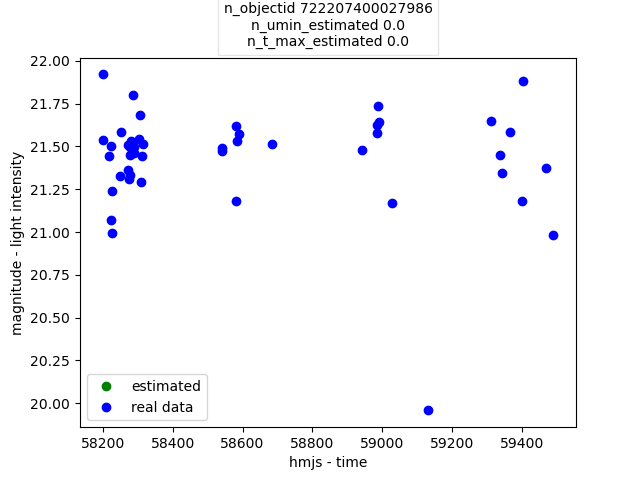 n_objectid 722207400027986
n_umin_estimated 0.0
n_t_max_estimated 0.0
22.00
21.75
21.50
21.25
21.00
20.75
20.50
20.25
20.00
magnitude - light intensity
estimated
real data
58200 58400 58600 58800 59000 59200 59400
hmjs - time